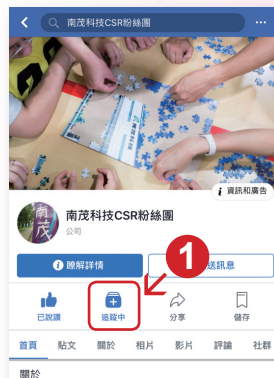 南茂科技CSR粉絲團
i 資訊和廣告
南茂
南茂科技CSR粉絲團
公司
i 瞭解詳情
送訊息
1
已說讚
追蹤中
分享
儲存
首頁 貼文 關於 相片 影片 評論 社群
關於